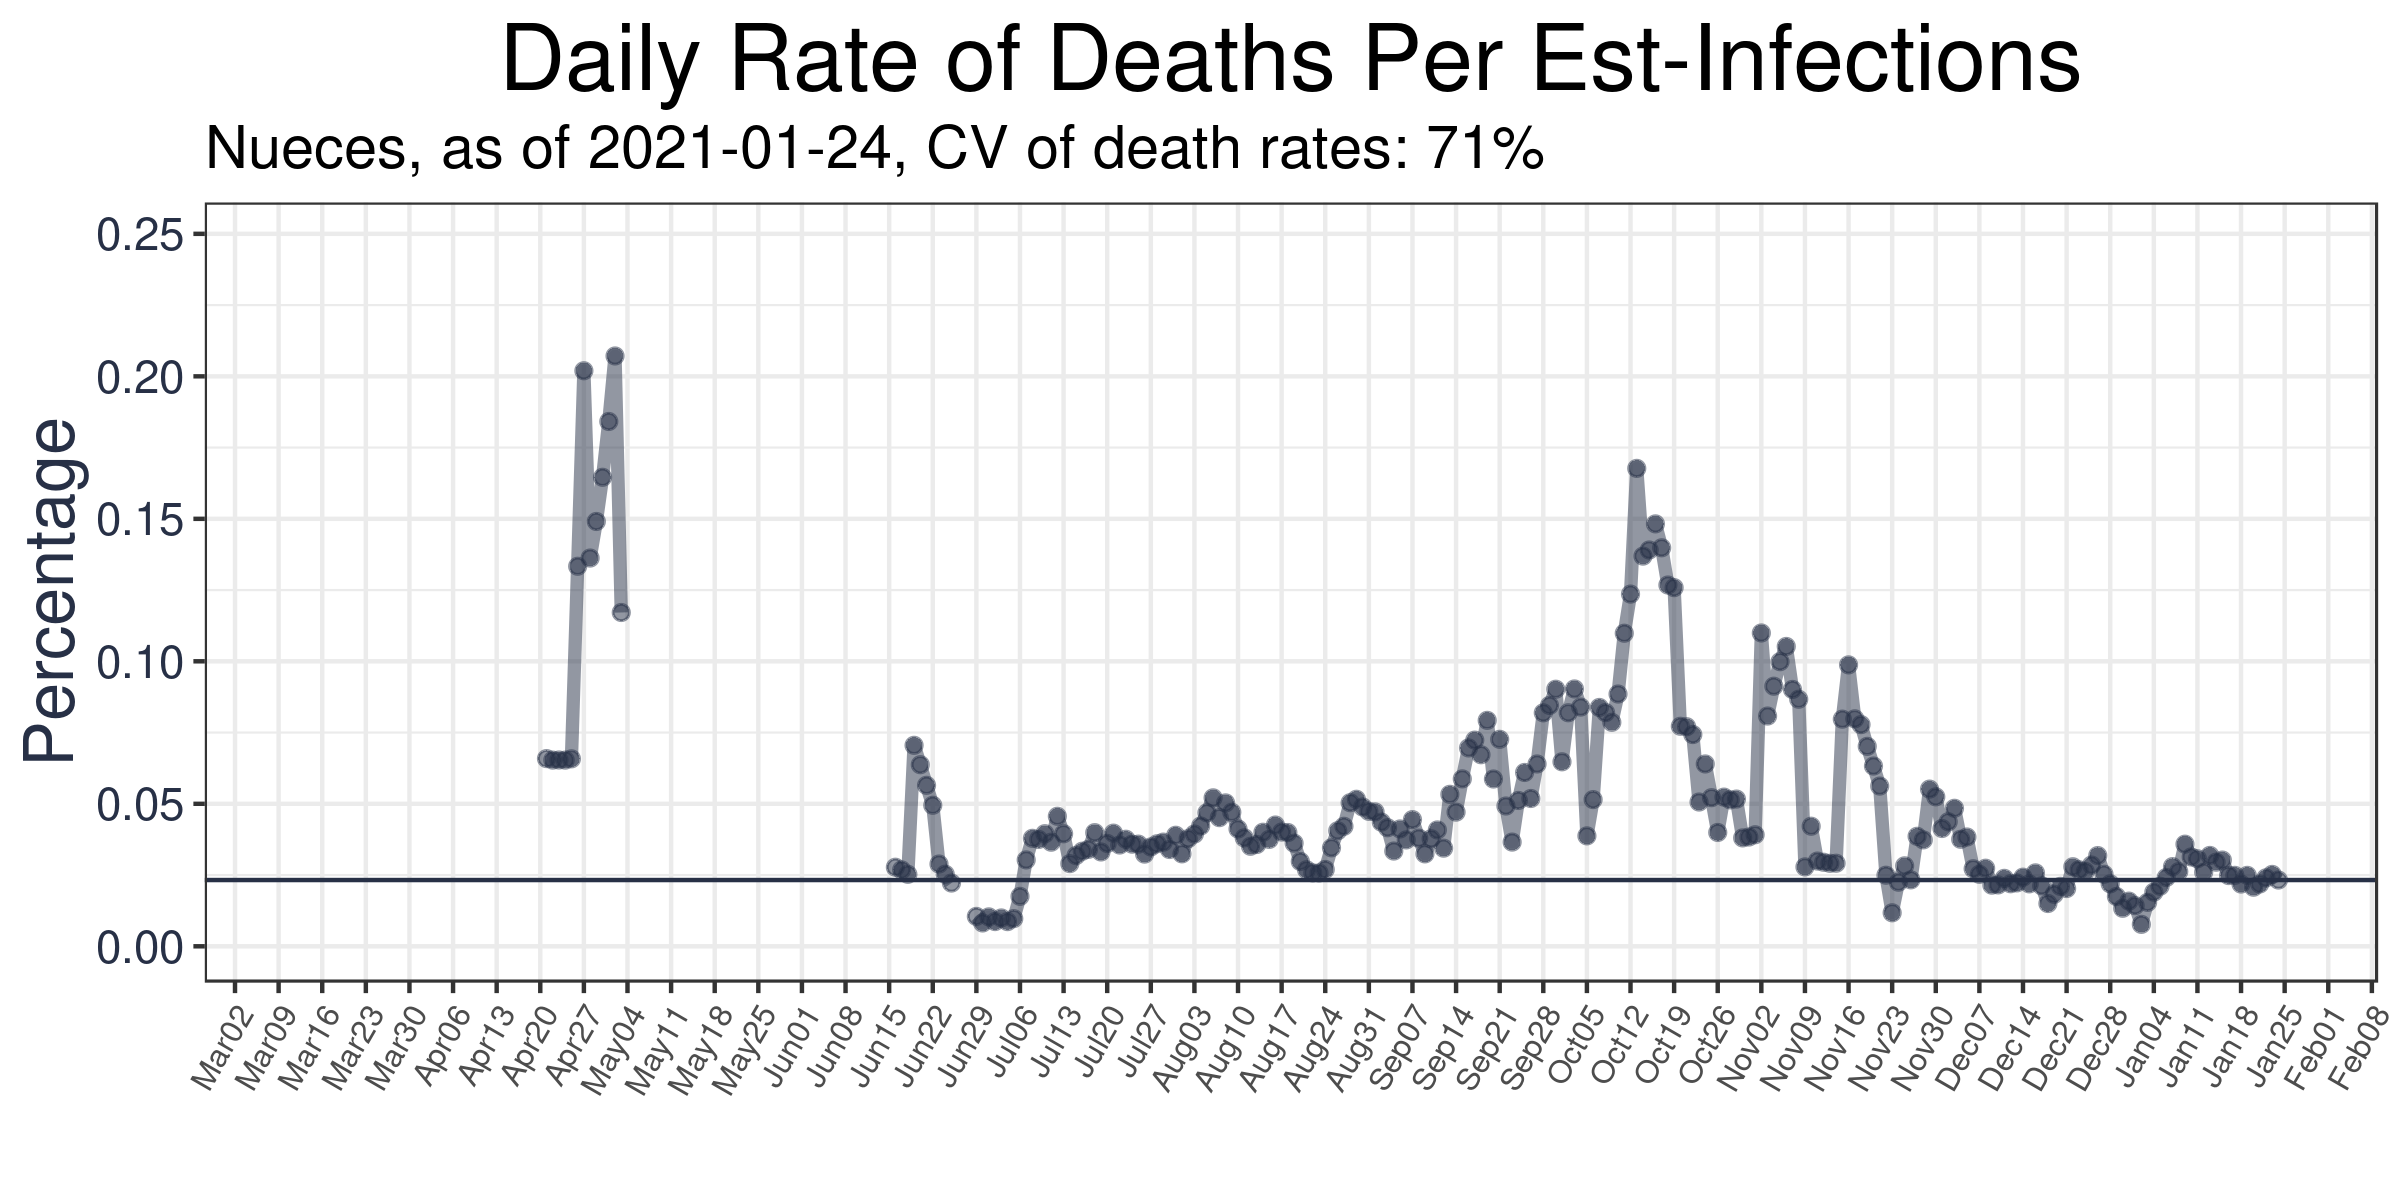 Daily Rate of Deaths Per Est-Infections
Nueces, as of 2021-01-24, CV of death rates: 71%
Percentage
0.25
0.20
0.15
0.10
0.05
0.00
Mar02 Mar09 Mar16 Mar23 Mar30 Apr06 Apr13 Apr20 Apr27 May04 May11 May18 May25 Jun01 Jun08 Jun15 Jun22 Jun29 Jul06 Jul13 Jul20 Jul27 Aug03 Aug10 Aug17 Aug24 Aug31 Sep07 Sep14 Sep21 Sep28 Oct05 Oct12 Oct19 Oct26 Nov02 Nov09 Nov16 Nov23 Nov30 Dec07 Dec14 Dec21 Dec28 Jan04 Jan11 Jan18 Jan25 Feb01 Feb08